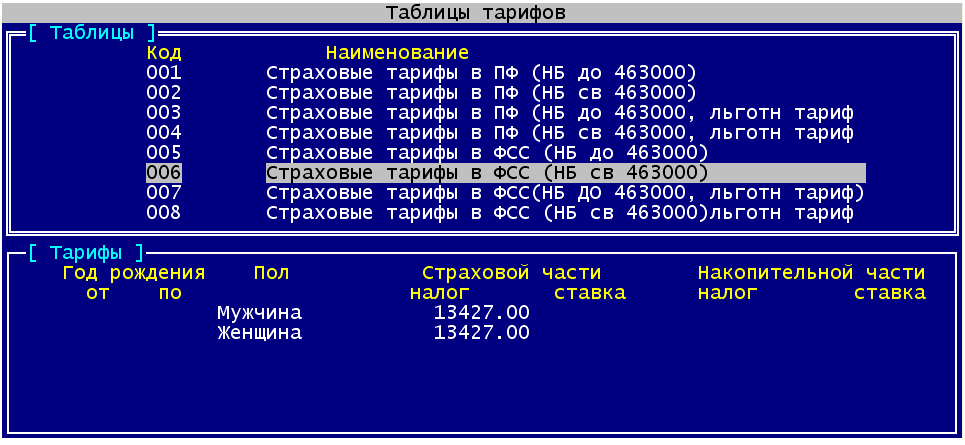 Таблицы тарифов
[ Таблицы ]
Код Наименование
001 Страховые тарифы в ПФ (НБ до 463000)
002 Страховые тарифы в ПФ (НБ св 463000)
003 Страховые тарифы в ПФ (НБ до 463000, льготн тариф
004 Страховые тарифы в ПФ (НБ св 463000, льготн тариф
005 Страховые тарифы в ФСС (НБ до 463000)
006 Страховые тарифы в ФСС (НБ св 463000)
007 Страховые тарифы в ФСС(НБ ДО 463000, льготн тариф)
008 Страховые тарифы в ФСС (НБ св 463000)льготн тариф
[ Тарифы ]
Год рождения Пол Страховой части Накопительной части
от по налог ставка налог ставка
Мужчина 13427.00
Женщина 13427.00